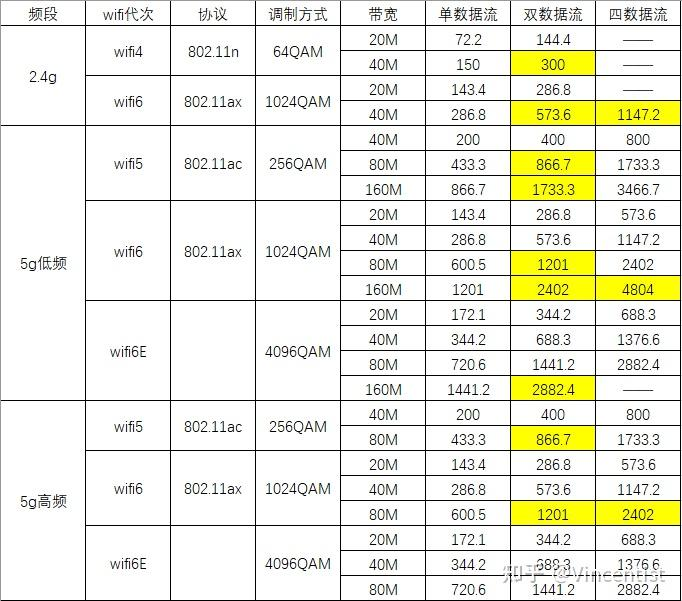 频段 wifi代次 协议 调制方式 带宽 单数据流 双数据流 四数据流
2.4g wifi4 802.11n 64QAM 20M 72.2 144.4 ——
40M 150 300 ——
wifi6 802.11ax 1024QAM 20M 143.4 286.8 ——
40M 286.8 573.6 1147.2
5g低频 wifi5 802.11ac 256QAM 40M 200 400 800
80M 433.3 866.7 1733.3
160M 866.7 1733.3 3466.7
wifi6 802.11ax 1024QAM 20M 143.4 286.8 573.6
40M 286.8 573.6 1147.2
80M 600.5 1201 2402
160M 1201 2402 4804
wifi6E 4096QAM 20M 172.1 344.2 688.3
40M 344.2 688.3 1376.6
80M 720.6 1441.2 2882.4
160M 1441.2 2882.4 ——
5g高频 wifi5 802.11ac 256QAM 40M 200 400 800
80M 433.3 866.7 1733.3
wifi6 802.11ax 1024QAM 20M 143.4 286.8 573.6
40M 286.8 573.6 1147.2
80M 600.5 1201 2402
wifi6E 4096QAM 20M 172.1 344.2 688.3
40M 344.2 688.3 1376.6
80M 720.6 1441.2 2882.4
知乎 @Vincentist